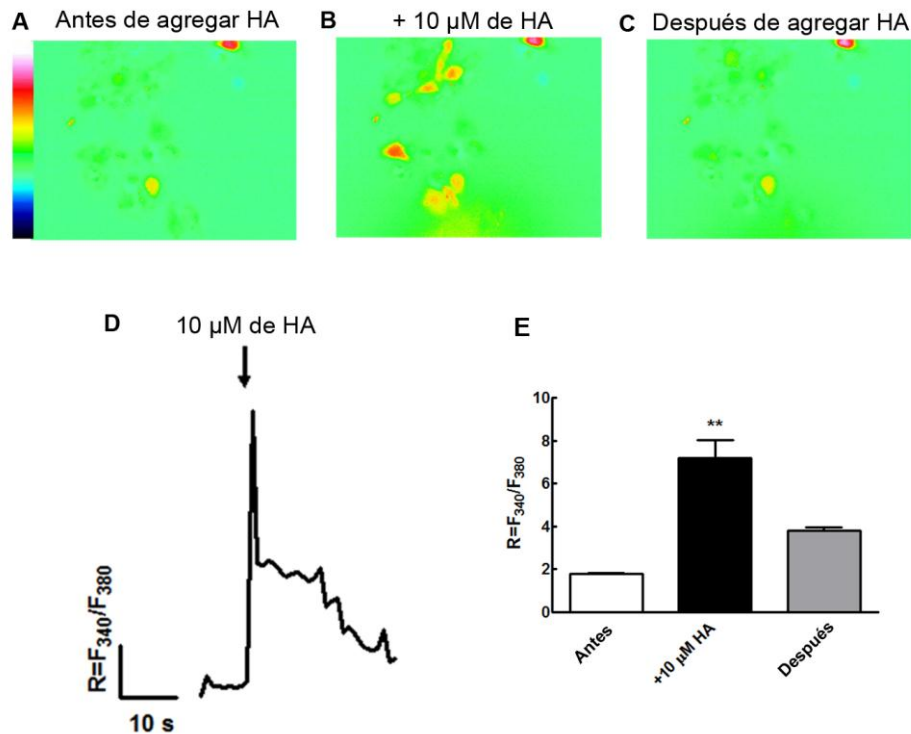 A Antes de agregar HA
B + 10 µM de HA
C Después de agregar HA
D 10 µM de HA
R=F340/F380
10 s
E
R=F340/F380
10
8
6
4
2
0
**
Antes
+10 µM HA
Después